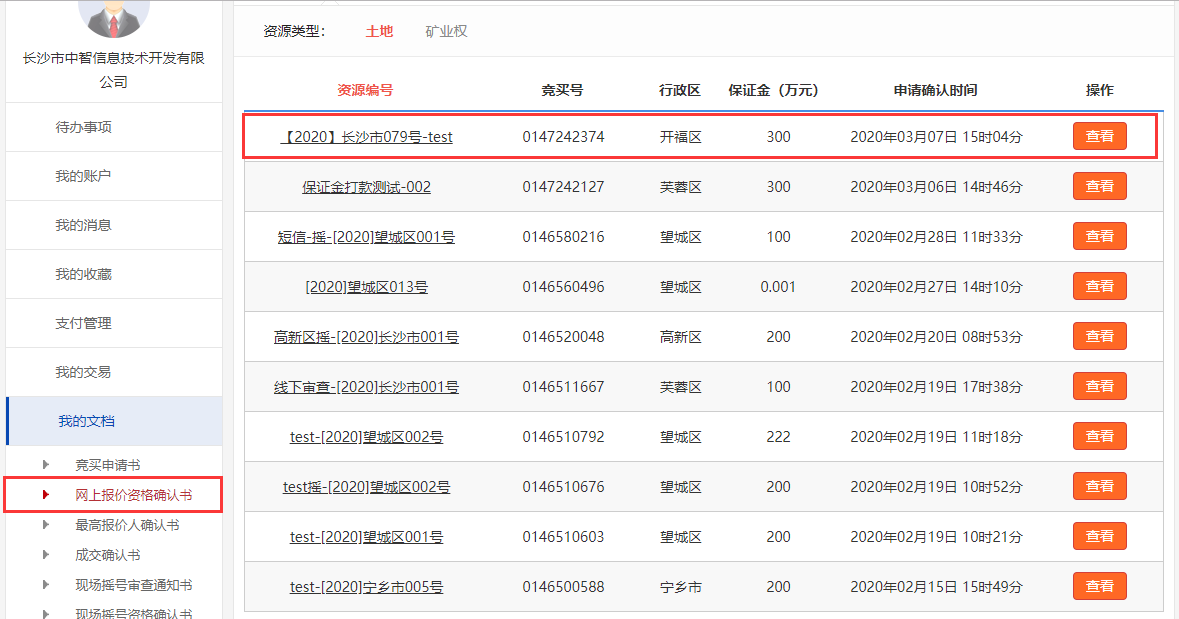 长沙市中智信息技术开发有限
公司
待办事项
我的账户
我的消息
我的收藏
支付管理
我的交易
我的文档
竞买申请书
网上报价资格确认书
最高报价人确认书
成交确认书
现场摇号审查通知书
现场摇号资格确认书
资源类型： 土地 矿业权
资源编号 竞买号 行政区 保证金（万元） 申请确认时间 操作
【2020】长沙市079号-test 0147242374 开福区 300 2020年03月07日 15时04分 查看
保证金打款测试-002 0147242127 芙蓉区 300 2020年03月06日 14时46分 查看
短信-摇-[2020]望城区001号 0146580216 望城区 100 2020年02月28日 11时33分 查看
[2020]望城区013号 0146560496 望城区 0.001 2020年02月27日 14时10分 查看
高新区摇-[2020]长沙市001号 0146520048 高新区 200 2020年02月20日 08时53分 查看
线下审查-[2020]长沙市001号 0146511667 芙蓉区 100 2020年02月19日 17时38分 查看
test-[2020]望城区002号 0146510792 望城区 222 2020年02月19日 11时18分 查看
test摇-[2020]望城区002号 0146510676 望城区 200 2020年02月19日 10时52分 查看
test-[2020]望城区001号 0146510603 望城区 200 2020年02月19日 10时21分 查看
test-[2020]宁乡市005号 0146500588 宁乡市 200 2020年02月15日 15时49分 查看